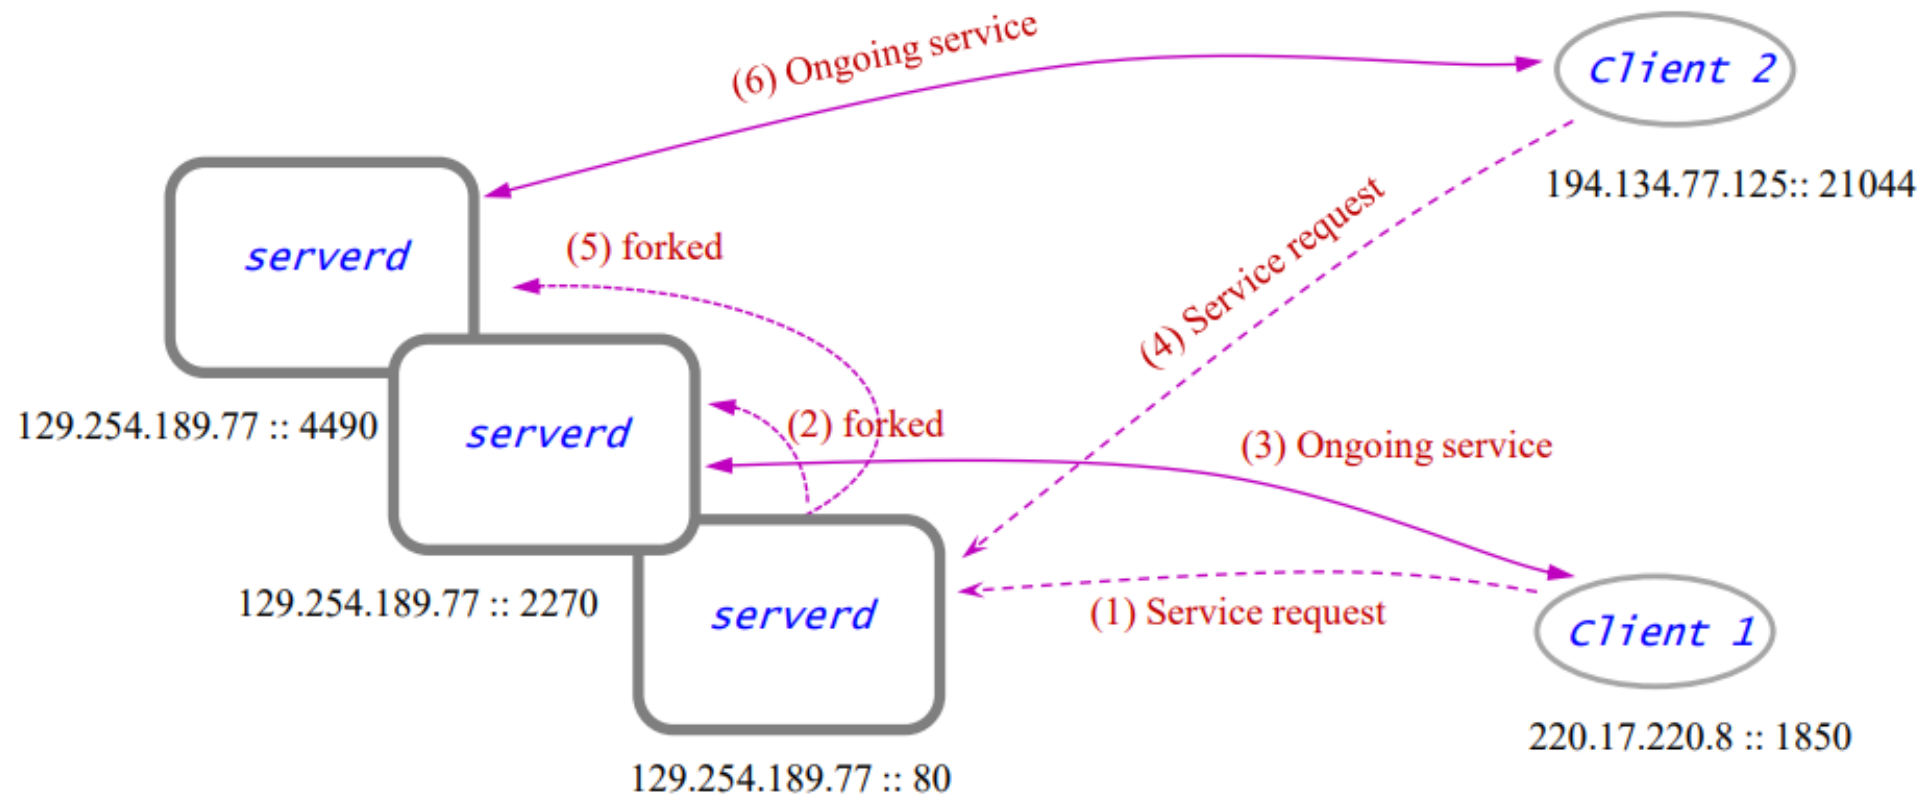 (6) Ongoing service
Client 2
194.134.77.125:: 21044
serverd
(5) forked
(4) Service request
129.254.189.77 :: 4490
serverd
(2) forked
(3) Ongoing service
129.254.189.77 :: 2270
serverd
(1) Service request
Client 1
220.17.220.8 :: 1850
129.254.189.77 :: 80